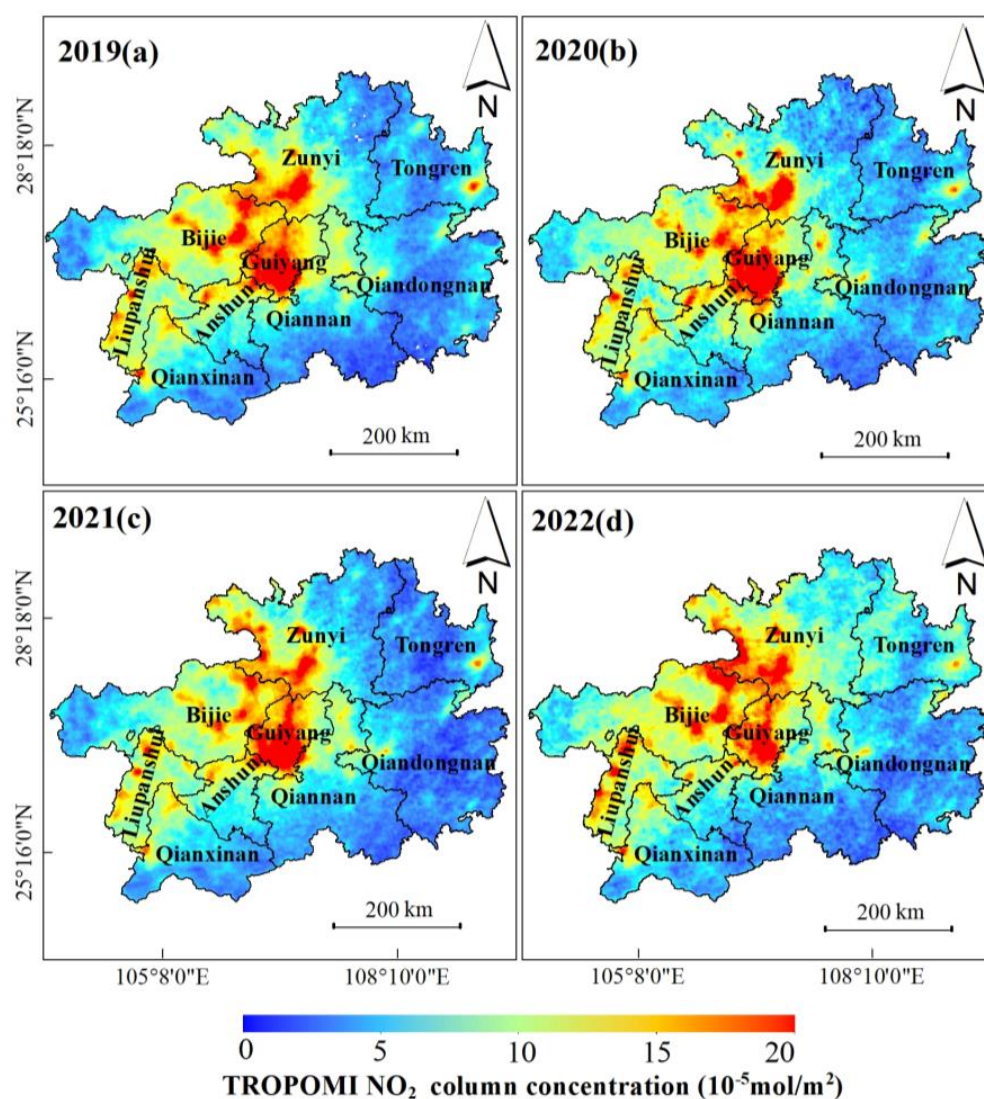 2019(a)
N
Zunyi
Tongren
Bijie
Guiyang
Liupanshui
Anshun
Qiandongnan
Qiannan
Qianxinan
200 km
28°18'0"N
25°16'0"N
2020(b)
N
Zunyi
Tongren
Bijie
Guiyang
Liupanshui
Anshun
Qiandongnan
Qiannan
Qianxinan
200 km
2021(c)
N
Zunyi
Tongren
Bijie
Guiyang
Liupanshui
Anshun
Qiandongnan
Qiannan
Qianxinan
200 km
28°18'0"N
25°16'0"N
105°8'0"E
108°10'0"E
2022(d)
N
Zunyi
Tongren
Bijie
Guiyang
Liupanshui
Anshun
Qiandongnan
Qiannan
Qianxinan
200 km
105°8'0"E
108°10'0"E
0 5 10 15 20
TROPOMI NO₂ column concentration (10⁻⁵mol/m²)